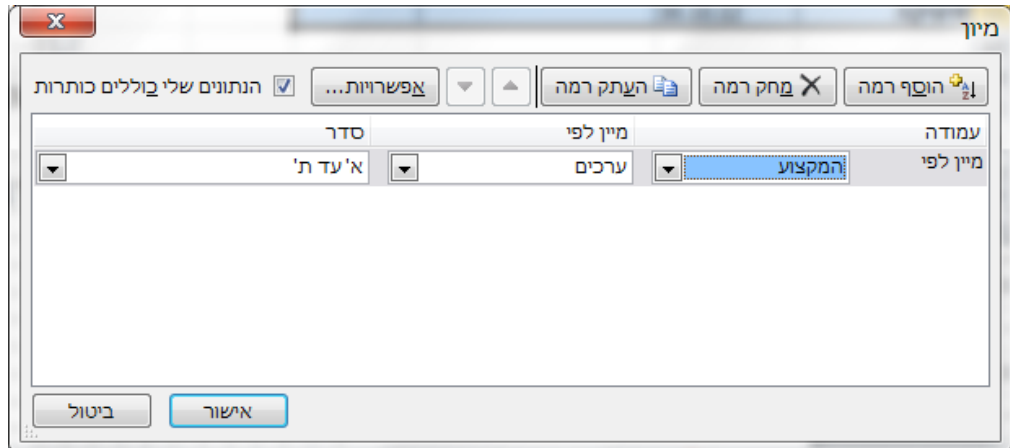 מיון
הוסף רמה מחק רמה העתק רמה אפשרויות... הנתונים שלי כוללים כותרות
עמודה מיין לפי סדר
מיין לפי המקצוע ערכים א' עד ת'
אישור ביטול